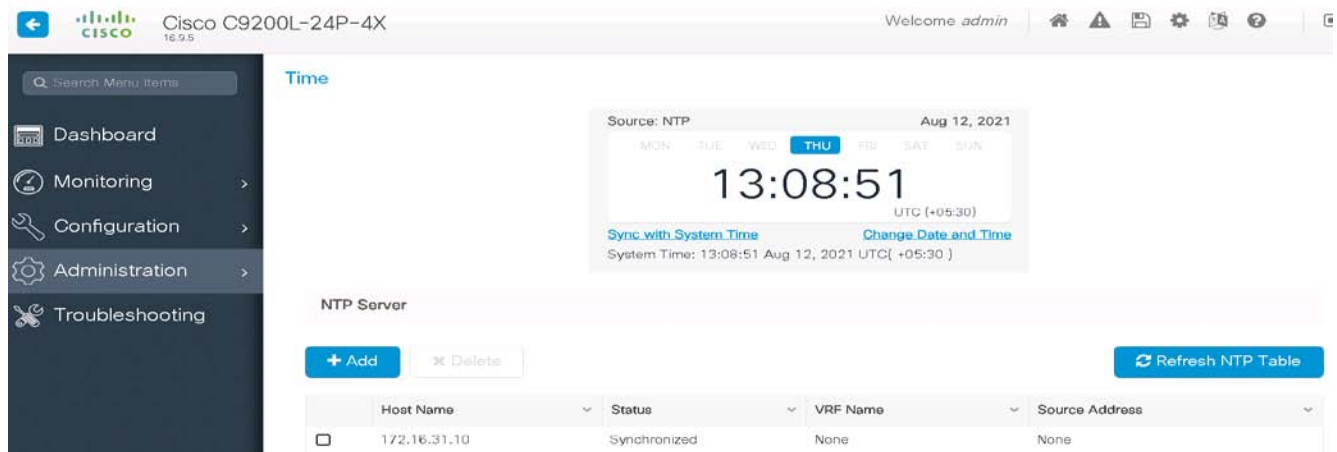 CISCO
Cisco C9200L-24P-4X
16.9.5
Welcome admin
Search Menu Items
Dashboard
Monitoring
Configuration
Administration
Troubleshooting
Time
Source: NTP Aug 12, 2021
MON TUE WED THU FRI SAT SUN
13:08:51
UTC (+05:30)
Sync with System Time Change Date and Time
System Time: 13:08:51 Aug 12, 2021 UTC( +05:30 )
NTP Server
+ Add ✖ Delete Refresh NTP Table
Host Name Status VRF Name Source Address
172.16.31.10 Synchronized None None